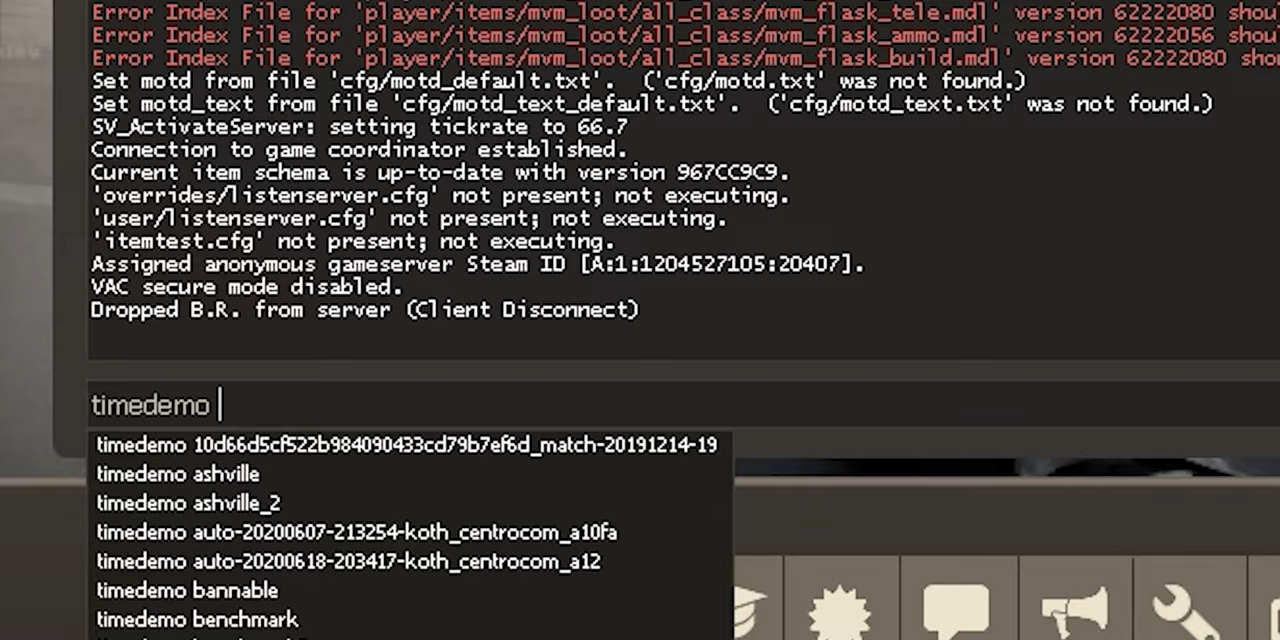 Error Index File for 'player/items/mvm_loot/all_class/mvm_flask_tele.mdl' version 62222080 shou
Error Index File for 'player/items/mvm_loot/all_class/mvm_flask_ammo.mdl' version 62222056 shou
Error Index File for 'player/items/mvm_loot/all_class/mvm_flask_build.mdl' version 62222080 sho
Set motd from file 'cfg/motd_default.txt'.  ('cfg/motd.txt' was not found.)
Set motd_text from file 'cfg/motd_text_default.txt'.  ('cfg/motd_text.txt' was not found.)
SV_ActivateServer: setting tickrate to 66.7
Connection to game coordinator established.
Current item schema is up-to-date with version 967CC9C9.
'overrides/listenserver.cfg' not present; not executing.
'user/listenserver.cfg' not present; not executing.
'itemtest.cfg' not present; not executing.
Assigned anonymous gameserver Steam ID [A:1:1204527105:20407].
VAC secure mode disabled.
Dropped B.R. from server (Client Disconnect)
timedemo
timedemo 10d66d5cf522b984090433cd79b7ef6d_match-20191214-19
timedemo ashville
timedemo ashville_2
timedemo auto-20200607-213254-koth_centrocom_a10fa
timedemo auto-20200618-203417-koth_centrocom_a12
timedemo bannable
timedemo benchmark